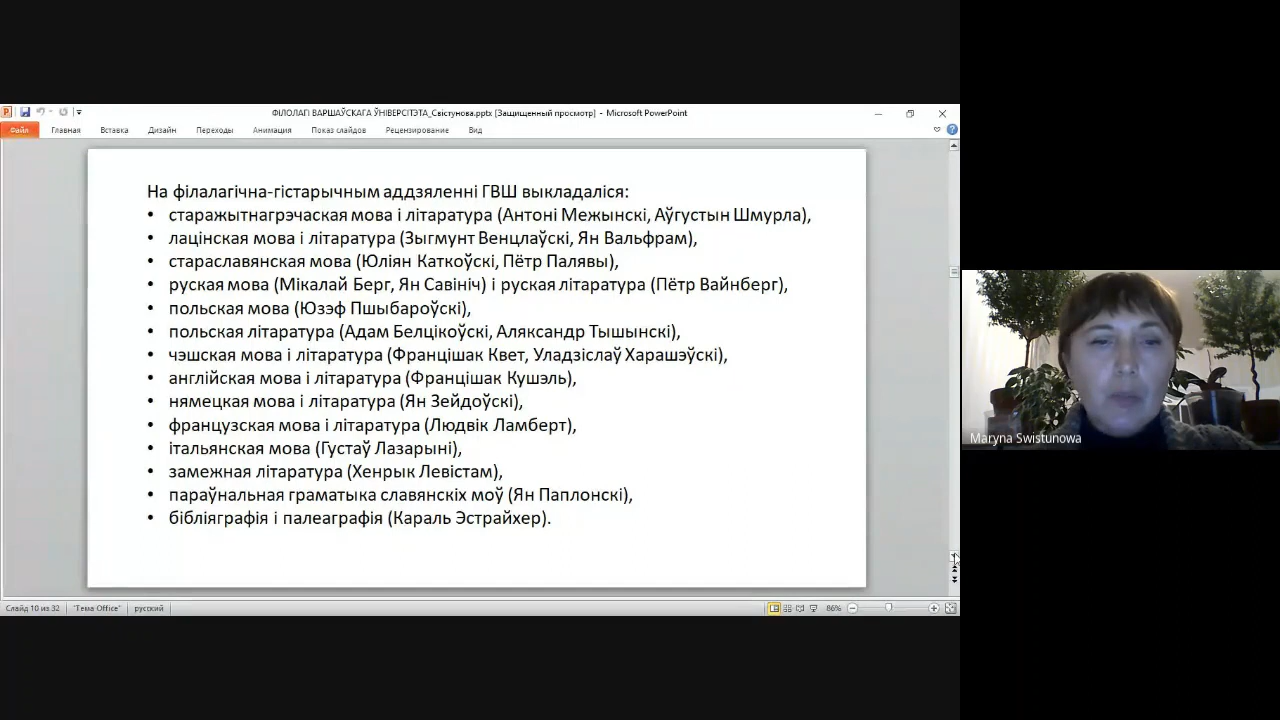 ФІЛОЛАГІ ВАРШАЎСКАГА ЎНІВЕРСІТЭТА_Свістунова.pptx [Защищенный просмотр] - Microsoft PowerPoint
Файл Главная Вставка Дизайн Переходы Анимация Показ слайдов Рецензирование Вид
На філалагічна-гістарычным аддзяленні ГВШ выкладаліся:
• старажытнагрэчаская мова і літаратура (Антоні Межынскі, Аўгустын Шмурла),
• лацінская мова і літаратура (Зыгмунт Венцлаўскі, Ян Вальфрам),
• стараславянская мова (Юліян Каткоўскі, Пётр Палявы),
• руская мова (Мікалай Берг, Ян Савініч) і руская літаратура (Пётр Вайнберг),
• польская мова (Юзэф Пшыбароўскі),
• польская літаратура (Адам Белцікоўскі, Аляксандр Тышынскі),
• чэшская мова і літаратура (Францішак Квет, Уладзіслаў Харашэўскі),
• англійская мова і літаратура (Францішак Кушэль),
• нямецкая мова і літаратура (Ян Зейдоўскі),
• французская мова і літаратура (Людвік Ламберт),
• італьянская мова (Густаў Лазарыні),
• замежная літаратура (Хенрык Левістам),
• параўнальная граматыка славянскіх моў (Ян Паплонскі),
• бібліяграфія і палеаграфія (Караль Эстрайхер).
Maryna Swistunowa
Слайд 10 из 32 "Тема Office" русский 86%